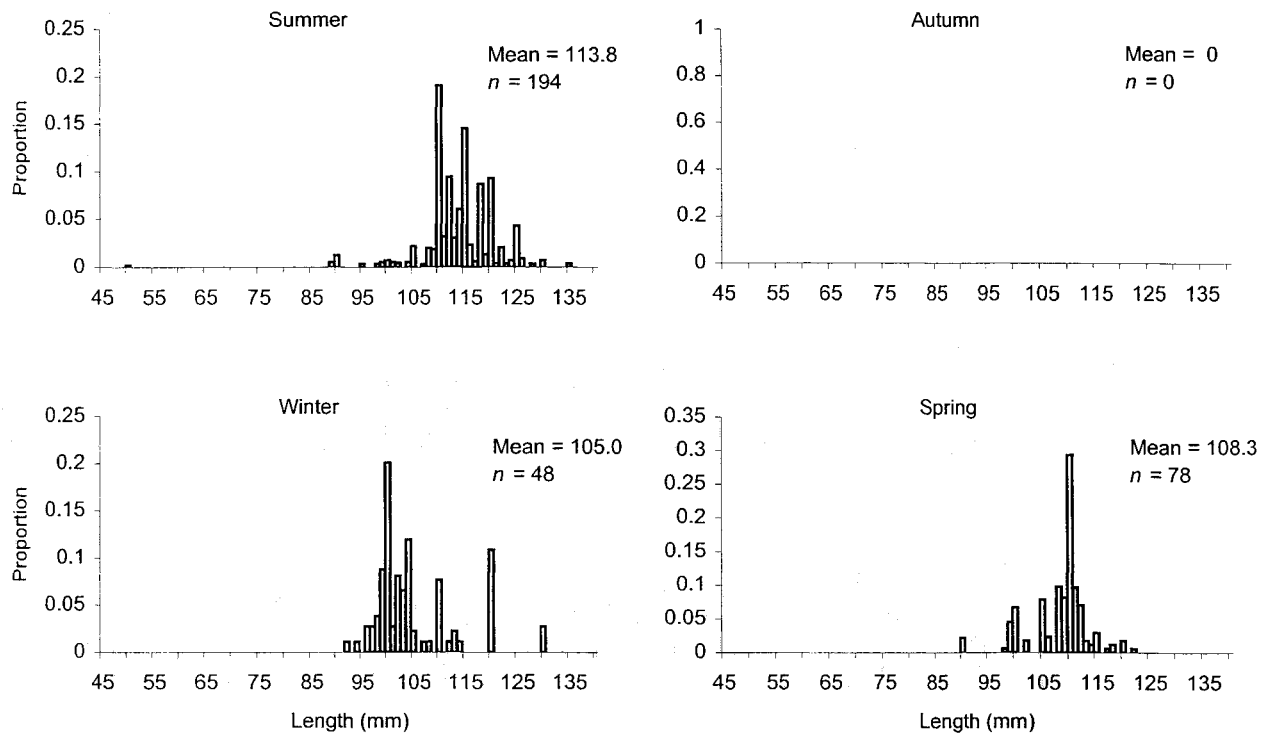 Summer
0.25
0.2
0.15
0.1
0.05
0
Proportion
Mean = 113.8
n = 194
45 55 65 75 85 95 105 115 125 135
Autumn
1
0.8
0.6
0.4
0.2
0
Mean = 0
n = 0
45 55 65 75 85 95 105 115 125 135
Winter
0.25
0.2
0.15
0.1
0.05
0
Proportion
Mean = 105.0
n = 48
45 55 65 75 85 95 105 115 125 135
Length (mm)
Spring
0.35
0.3
0.25
0.2
0.15
0.1
0.05
0
Mean = 108.3
n = 78
45 55 65 75 85 95 105 115 125 135
Length (mm)